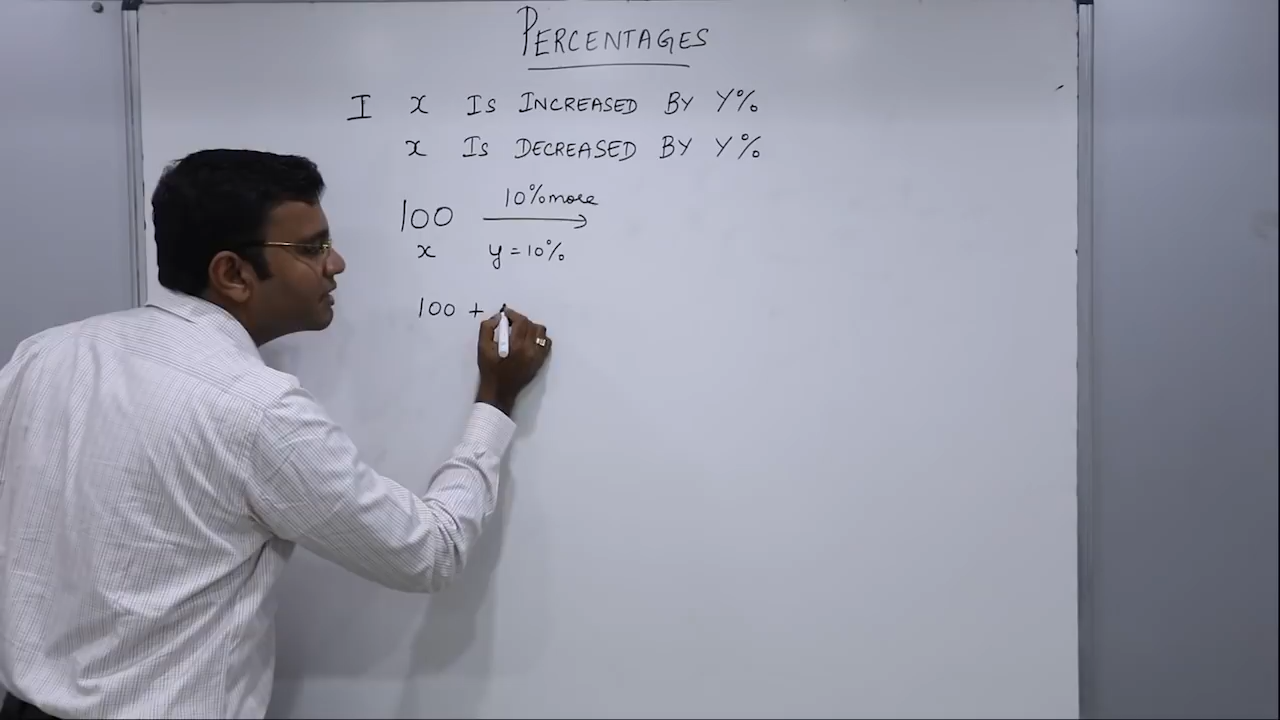 PERCENTAGES
I x Is INCREASED By Y%
x Is DECREASED By Y%
10% more
100
x y = 10%
100 +